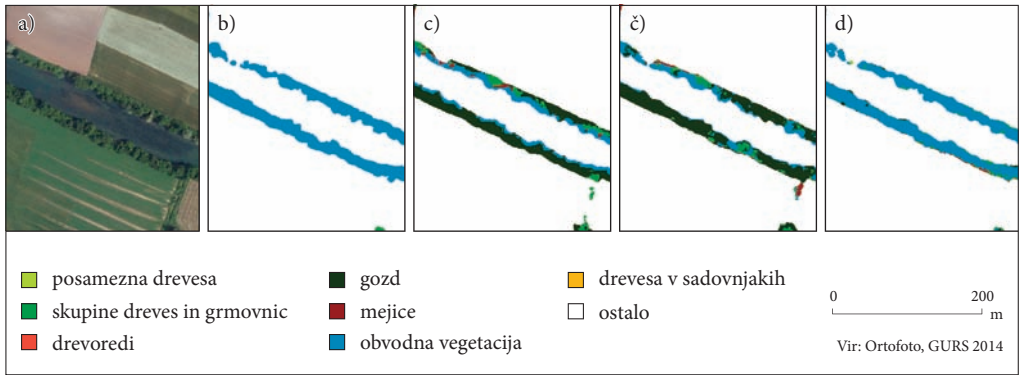 a)
b)
c)
č)
d)
posamezna drevesa
skupine dreves in grmovnic
drevoredi
gozd
mejice
obvodna vegetacija
drevesa v sadovnjakih
ostalo
0 200
m
Vir: Ortofoto, GURS 2014